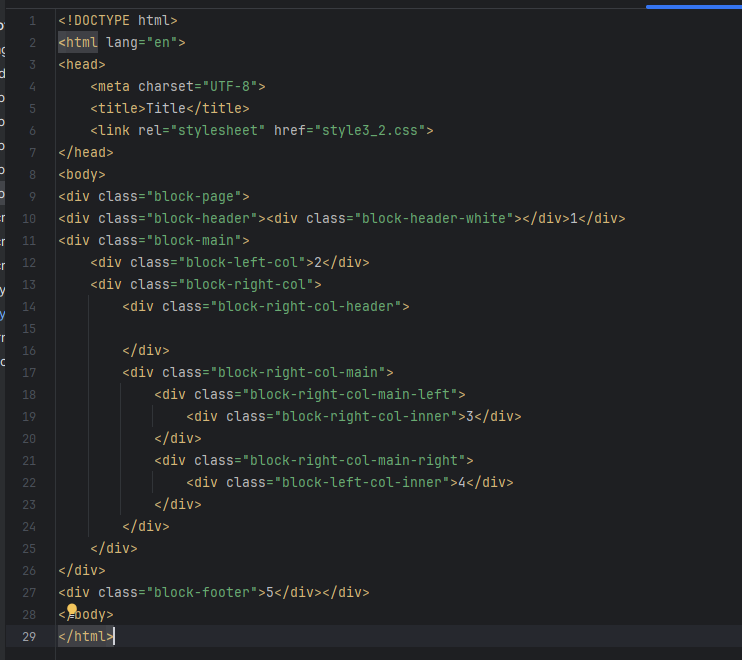 1 <!DOCTYPE html>
2 <html lang="en">
3 <head>
4     <meta charset="UTF-8">
5     <title>Title</title>
6     <link rel="stylesheet" href="style3_2.css">
7 </head>
8 <body>
9 <div class="block-page">
10 <div class="block-header"><div class="block-header-white"></div>1</div>
11 <div class="block-main">
12     <div class="block-left-col">2</div>
13     <div class="block-right-col">
14         <div class="block-right-col-header">
15
16         </div>
17         <div class="block-right-col-main">
18             <div class="block-right-col-main-left">
19                 <div class="block-right-col-inner">3</div>
20             </div>
21             <div class="block-right-col-main-right">
22                 <div class="block-left-col-inner">4</div>
23             </div>
24         </div>
25     </div>
26 </div>
27 <div class="block-footer">5</div></div>
28 </body>
29 </html>